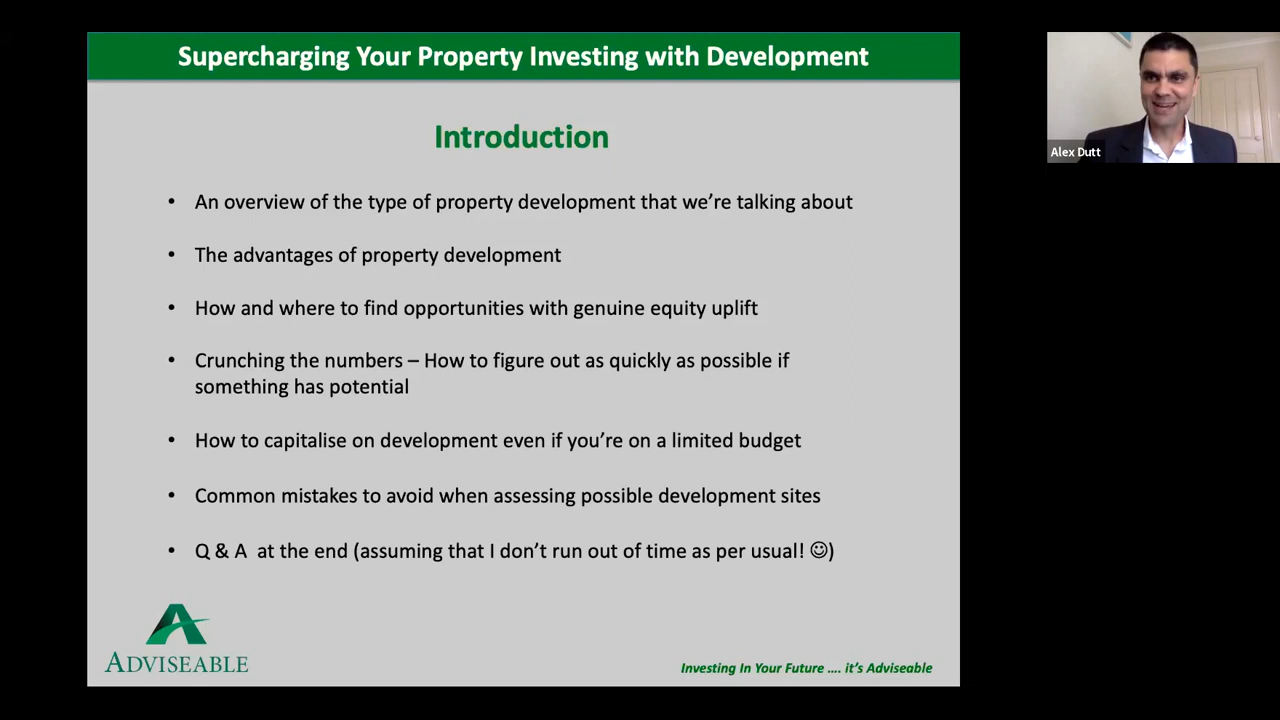 Supercharging Your Property Investing with Development
Introduction
• An overview of the type of property development that we’re talking about
• The advantages of property development
• How and where to find opportunities with genuine equity uplift
• Crunching the numbers – How to figure out as quickly as possible if
something has potential
• How to capitalise on development even if you’re on a limited budget
• Common mistakes to avoid when assessing possible development sites
• Q & A at the end (assuming that I don’t run out of time as per usual! ☺)
ADVISEABLE
Investing In Your Future .... it’s Adviseable
Alex Dutt